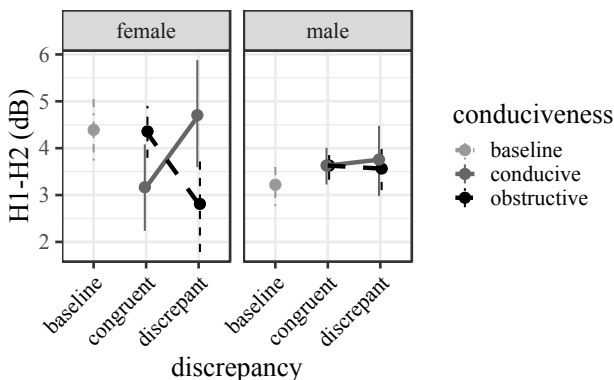 female
male
H1-H2 (dB)
6
5
4
3
2
baseline
congruent
discrepant
baseline
congruent
discrepant
discrepancy
conduciveness
baseline
conducive
obstructive